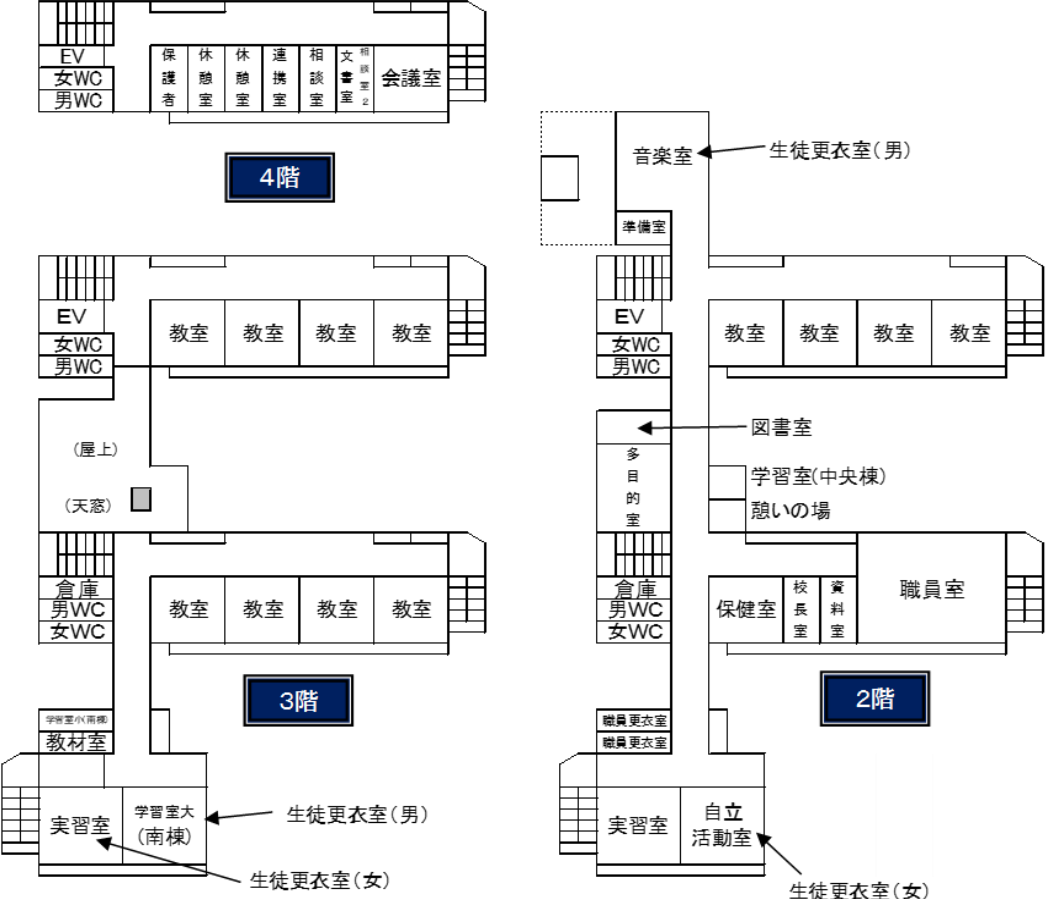 EV
女WC
男WC
保護者
休憩室
休憩室
連携室
相談室
文書室
相談室2
会議室
4階
音楽室
生徒更衣室(男)
準備室
EV
女WC
男WC
教室
教室
教室
教室
(屋上)
(天窓)
倉庫
男WC
女WC
教室
教室
教室
教室
3階
学習室小(南棟)
教材室
実習室
学習室大
(南棟)
生徒更衣室(男)
生徒更衣室(女)
EV
女WC
男WC
教室
教室
教室
教室
図書室
多目的室
学習室(中央棟)
憩いの場
倉庫
男WC
女WC
保健室
校長室
資料室
職員室
2階
職員更衣室
職員更衣室
実習室
自立
活動室
生徒更衣室(女)